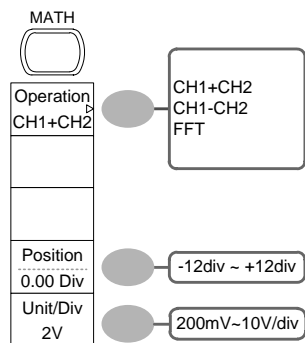 MATH
Operation
CH1+CH2
CH1+CH2
CH1-CH2
FFT
Position
0.00 Div
-12div ~ +12div
Unit/Div
2V
200mV~10V/div